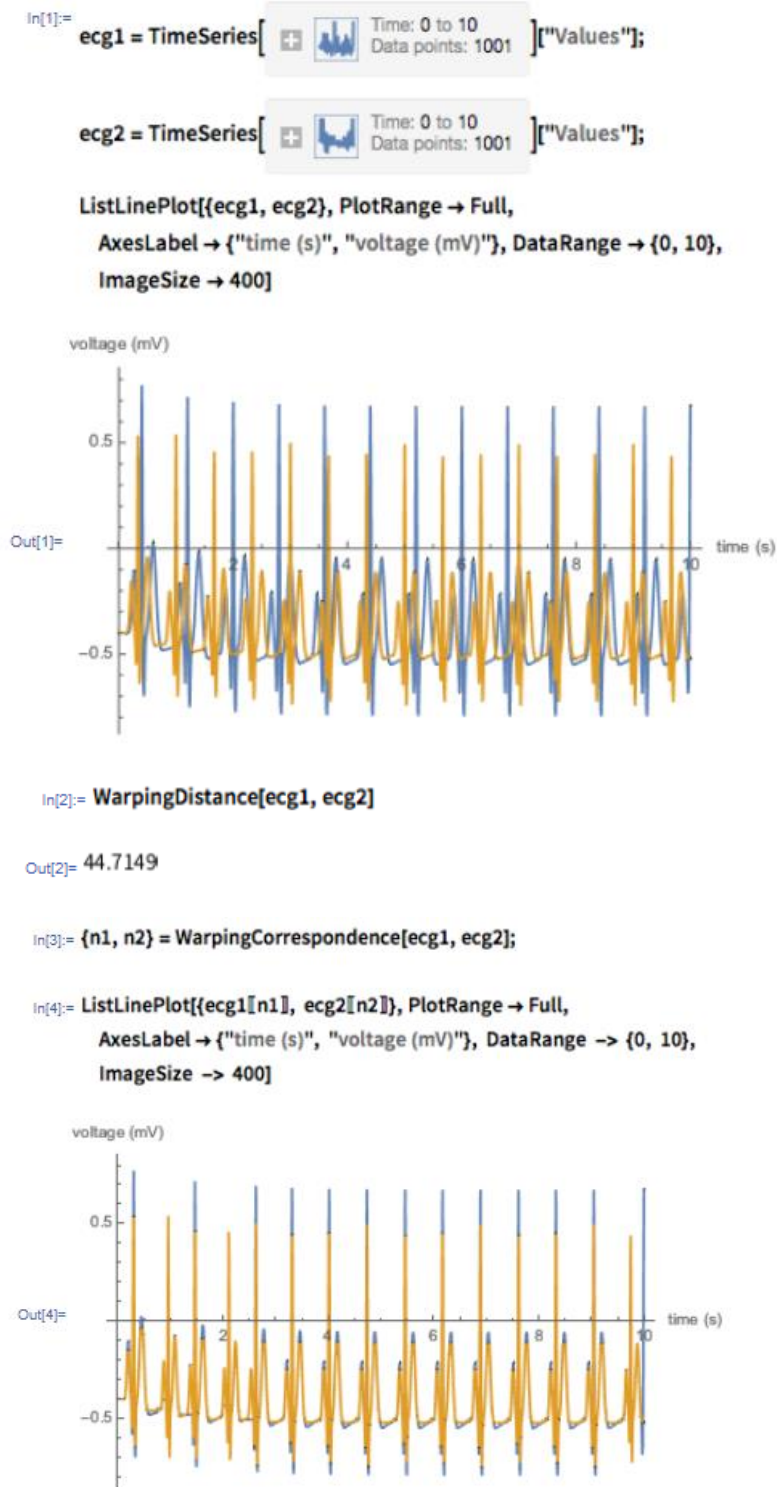 In[1]:= ecg1 = TimeSeries[ Time: 0 to 10 Data points: 1001 ]["Values"];
ecg2 = TimeSeries[ Time: 0 to 10 Data points: 1001 ]["Values"];
ListLinePlot[{ecg1, ecg2}, PlotRange → Full,
AxesLabel → {"time (s)", "voltage (mV)"}, DataRange → {0, 10},
ImageSize → 400]
voltage (mV)
0.5
Out[1]=
time (s)
2 4 6 8 10
-0.5
In[2]:= WarpingDistance[ecg1, ecg2]
Out[2]= 44.7149
In[3]:= {n1, n2} = WarpingCorrespondence[ecg1, ecg2];
In[4]:= ListLinePlot[{ecg1〚n1〛, ecg2〚n2〛}, PlotRange → Full,
AxesLabel → {"time (s)", "voltage (mV)"}, DataRange -> {0, 10},
ImageSize -> 400]
voltage (mV)
0.5
Out[4]=
time (s)
2 4 6 8 10
-0.5